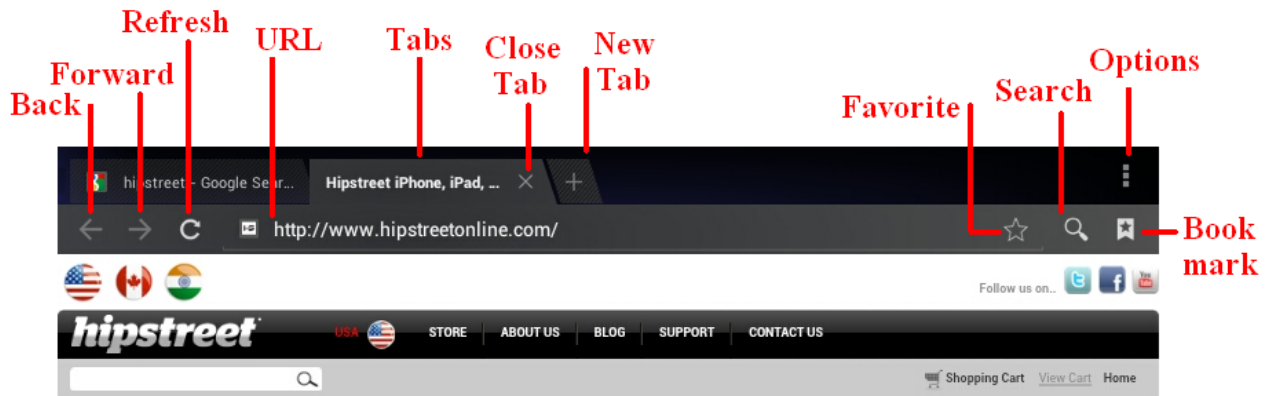 Refresh
URL
Tabs
Close
Tab
New
Tab
Options
Forward
Back
Favorite
Search
hipstreet - Google Sear...
Hipstreet iPhone, iPad, ...
http://www.hipstreetonline.com/
Book
mark
Follow us on..
You
Tube
hipstreet
USA
STORE
ABOUT US
BLOG
SUPPORT
CONTACT US
Shopping Cart
View Cart
Home